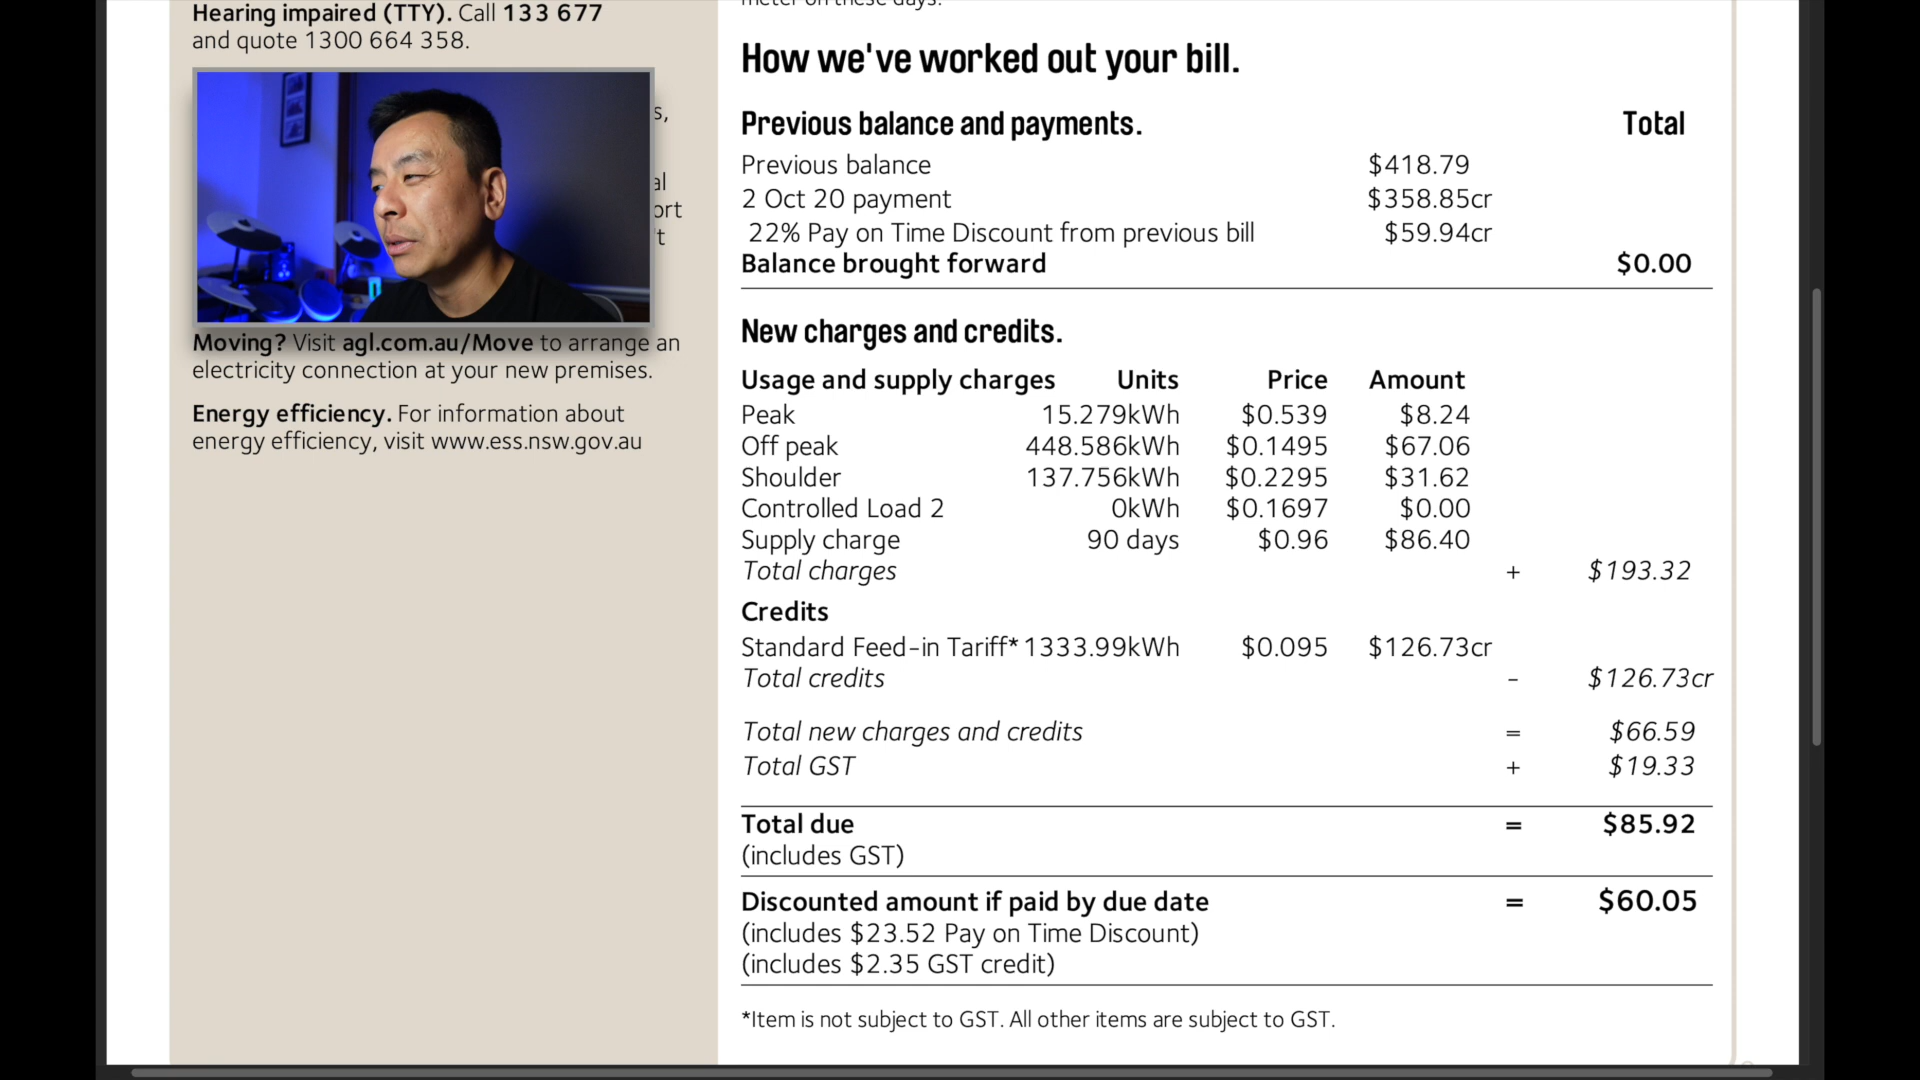 Hearing impaired (TTY). Call 133 677
and quote 1300 664 358.
s,
al
ort
't
Moving? Visit agl.com.au/Move to arrange an
electricity connection at your new premises.
Energy efficiency. For information about
energy efficiency, visit www.ess.nsw.gov.au
meter on these days.
How we've worked out your bill.
Previous balance and payments. Total
Previous balance $418.79
2 Oct 20 payment $358.85cr
22% Pay on Time Discount from previous bill $59.94cr
Balance brought forward $0.00
New charges and credits.
Usage and supply charges Units Price Amount
Peak 15.279kWh $0.539 $8.24
Off peak 448.586kWh $0.1495 $67.06
Shoulder 137.756kWh $0.2295 $31.62
Controlled Load 2 0kWh $0.1697 $0.00
Supply charge 90 days $0.96 $86.40
Total charges + $193.32
Credits
Standard Feed-in Tariff* 1333.99kWh $0.095 $126.73cr
Total credits - $126.73cr
Total new charges and credits = $66.59
Total GST + $19.33
Total due = $85.92
(includes GST)
Discounted amount if paid by due date = $60.05
(includes $23.52 Pay on Time Discount)
(includes $2.35 GST credit)
*Item is not subject to GST. All other items are subject to GST.